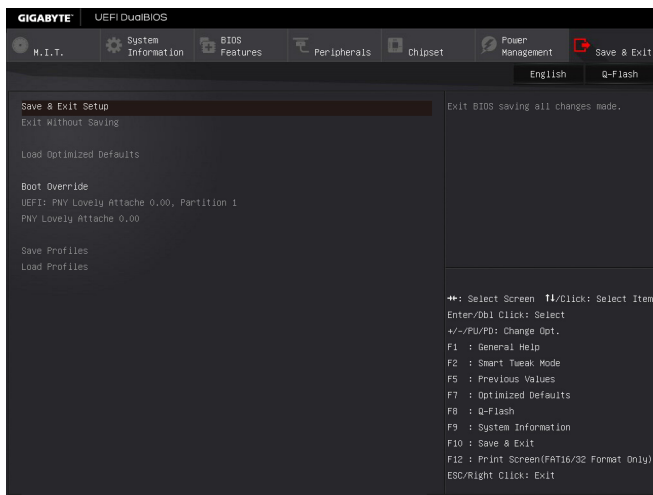 GIGABYTE™ UEFI DualBIOS
M.I.T.
System
Information
BIOS
Features
Peripherals
Chipset
Power
Management
Save & Exit
English
Q-Flash
Save & Exit Setup
Exit Without Saving
Load Optimized Defaults
Boot Override
UEFI: PNY Lovely Attache 0.00, Partition 1
PNY Lovely Attache 0.00
Save Profiles
Load Profiles
Exit BIOS saving all changes made.
→←: Select Screen ↑↓/Click: Select Item
Enter/Dbl Click: Select
+/-/PU/PD: Change Opt.
F1 : General Help
F2 : Smart Tweak Mode
F5 : Previous Values
F7 : Optimized Defaults
F8 : Q-Flash
F9 : System Information
F10 : Save & Exit
F12 : Print Screen(FAT16/32 Format Only)
ESC/Right Click: Exit